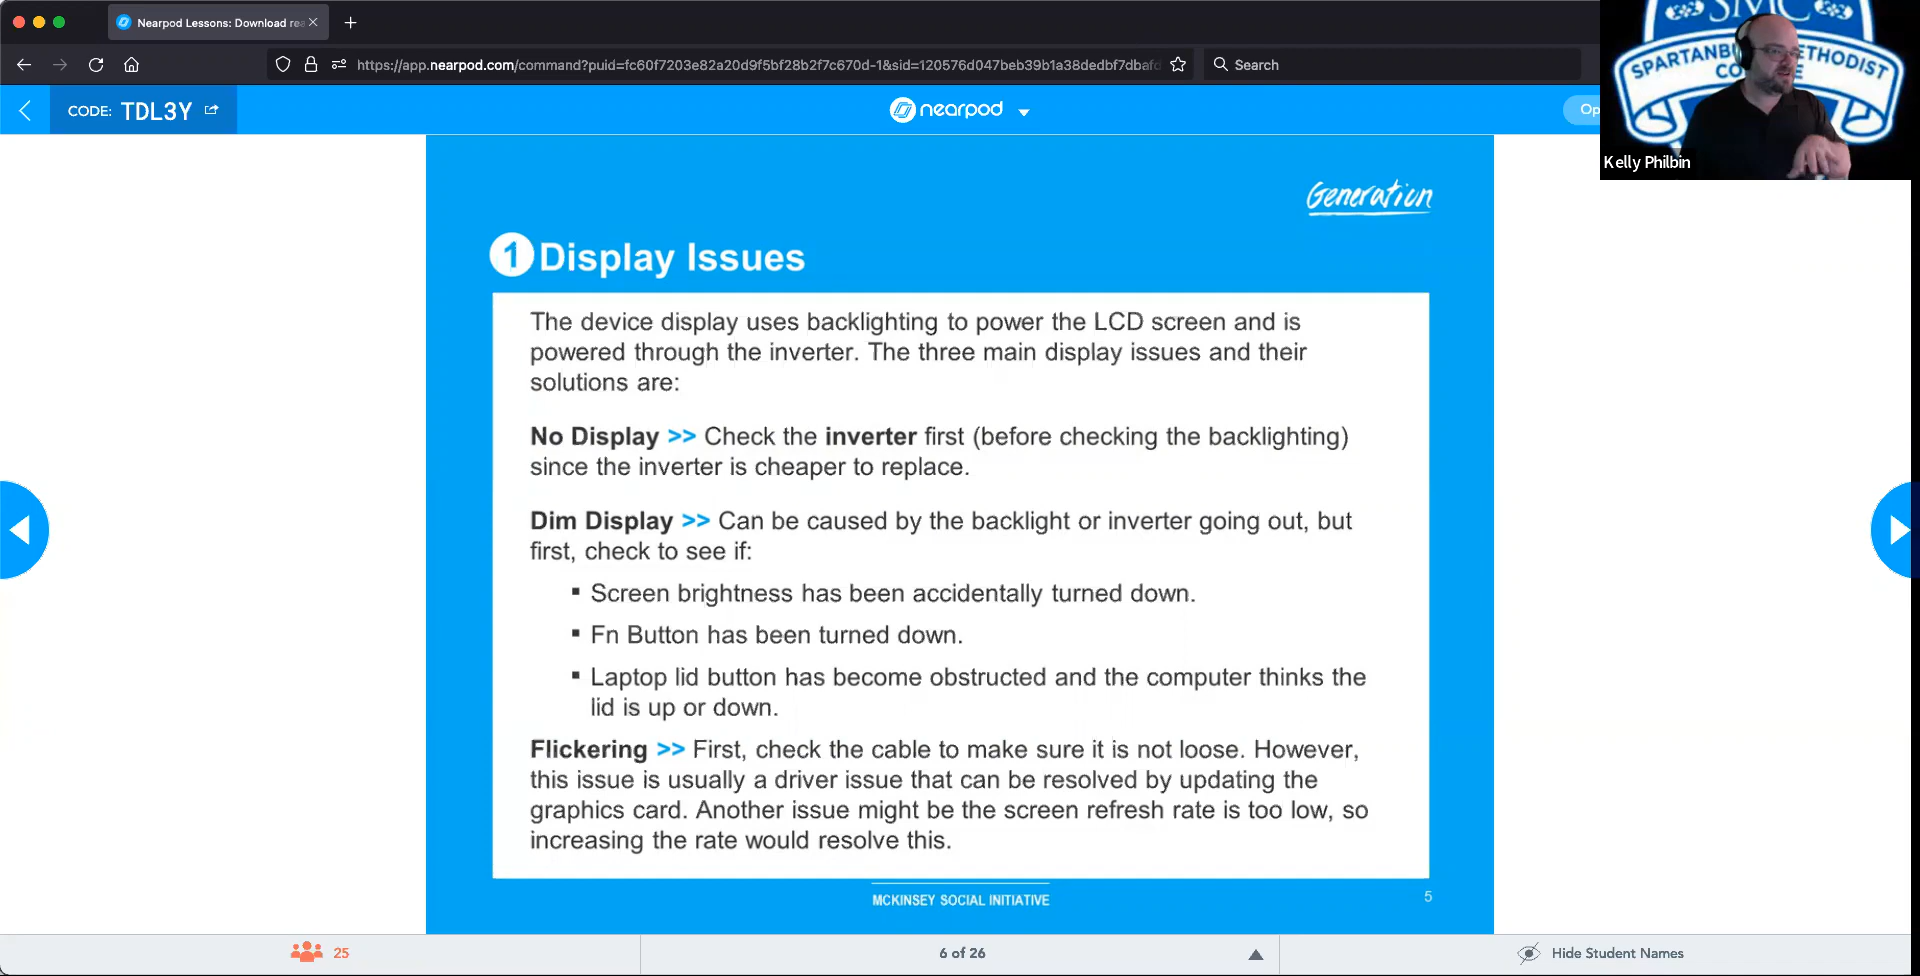 Nearpod Lessons: Download rea
https://app.nearpod.com/command?puid=fc60f7203e82a20d9f5bf28b2f7c670d-1&sid=120576d047beb39b1a38dedbf7dbafd
Search
SMC
SPARTANBU THODIST
CO E
Kelly Philbin
CODE: TDL3Y
nearpod
Op
Generation
1 Display Issues
The device display uses backlighting to power the LCD screen and is
powered through the inverter. The three main display issues and their
solutions are:
No Display >> Check the inverter first (before checking the backlighting)
since the inverter is cheaper to replace.
Dim Display >> Can be caused by the backlight or inverter going out, but
first, check to see if:
▪ Screen brightness has been accidentally turned down.
▪ Fn Button has been turned down.
▪ Laptop lid button has become obstructed and the computer thinks the
lid is up or down.
Flickering >> First, check the cable to make sure it is not loose. However,
this issue is usually a driver issue that can be resolved by updating the
graphics card. Another issue might be the screen refresh rate is too low, so
increasing the rate would resolve this.
MCKINSEY SOCIAL INITIATIVE
5
25
6 of 26
Hide Student Names